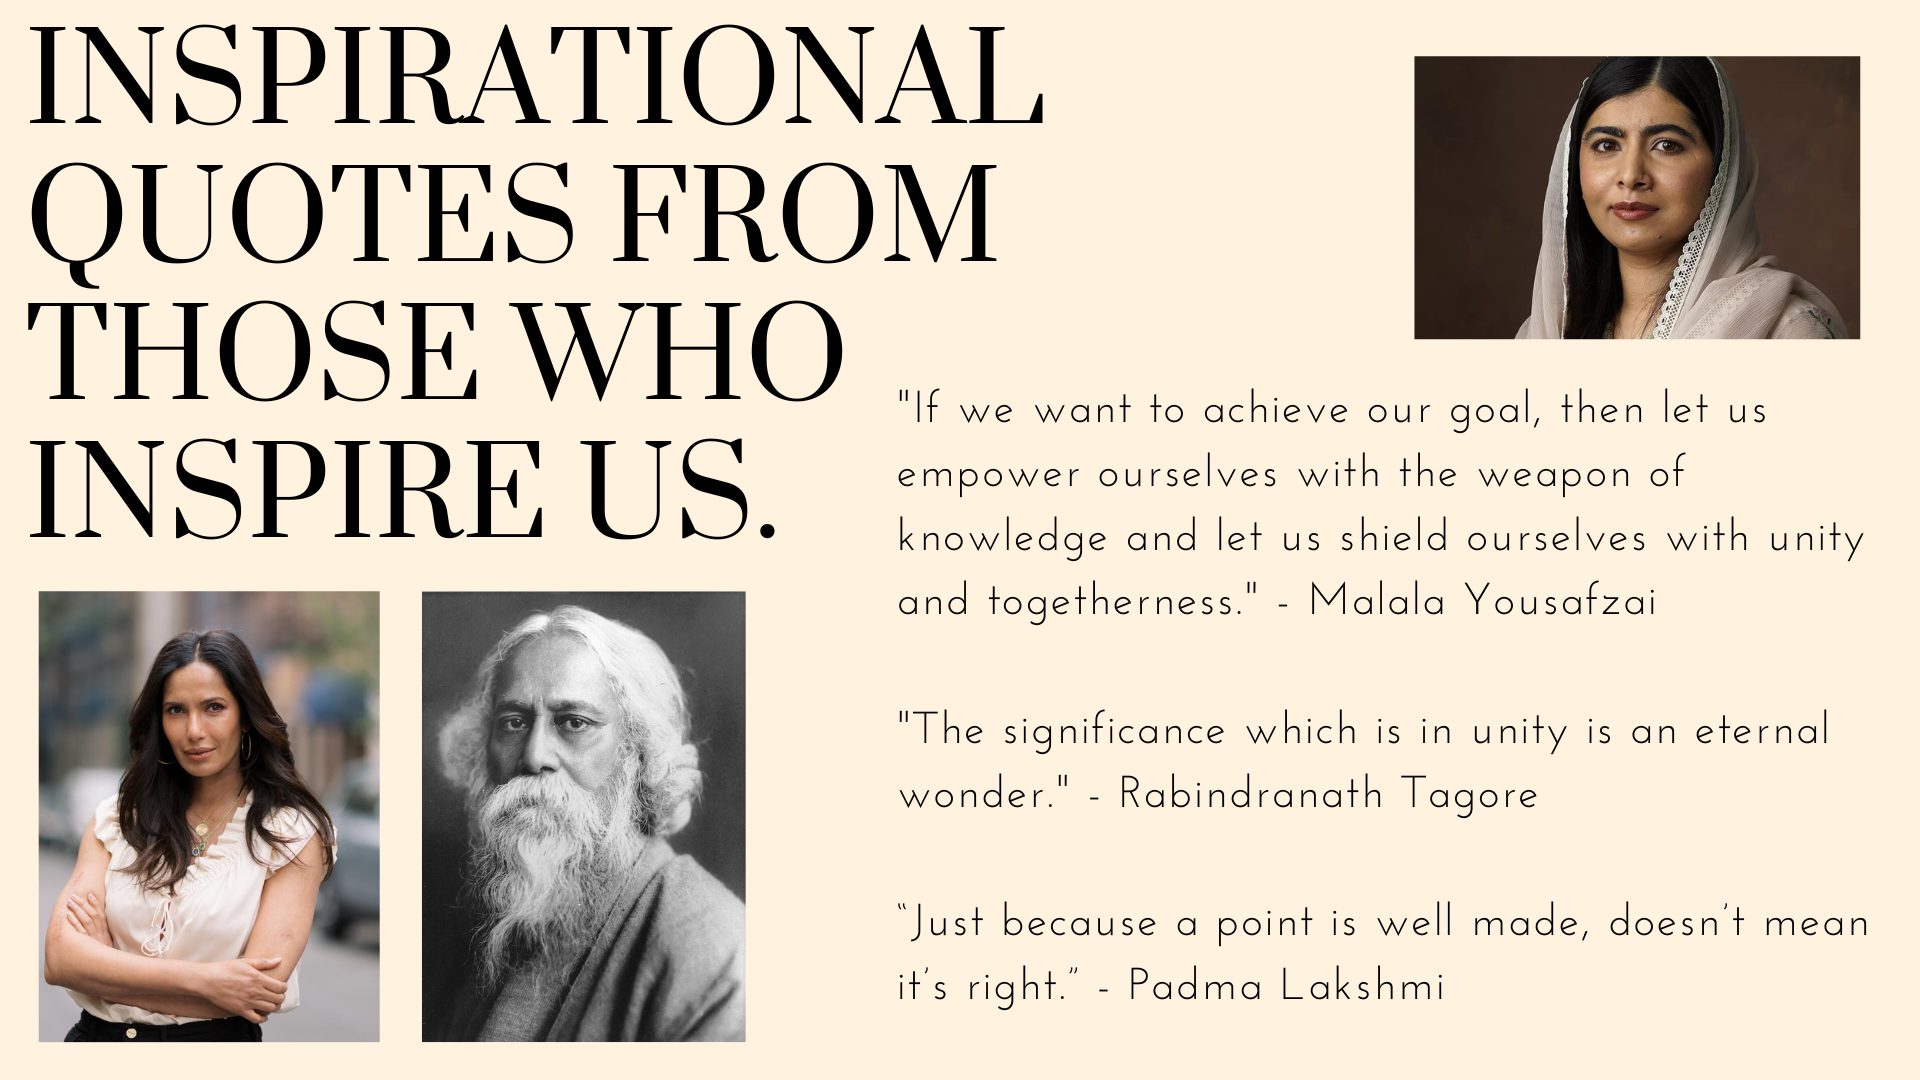 INSPIRATIONAL
QUOTES FROM
THOSE WHO
INSPIRE US.
"If we want to achieve our goal, then let us
empower ourselves with the weapon of
knowledge and let us shield ourselves with unity
and togetherness." - Malala Yousafzai
"The significance which is in unity is an eternal
wonder." - Rabindranath Tagore
“Just because a point is well made, doesn’t mean
it’s right.” - Padma Lakshmi